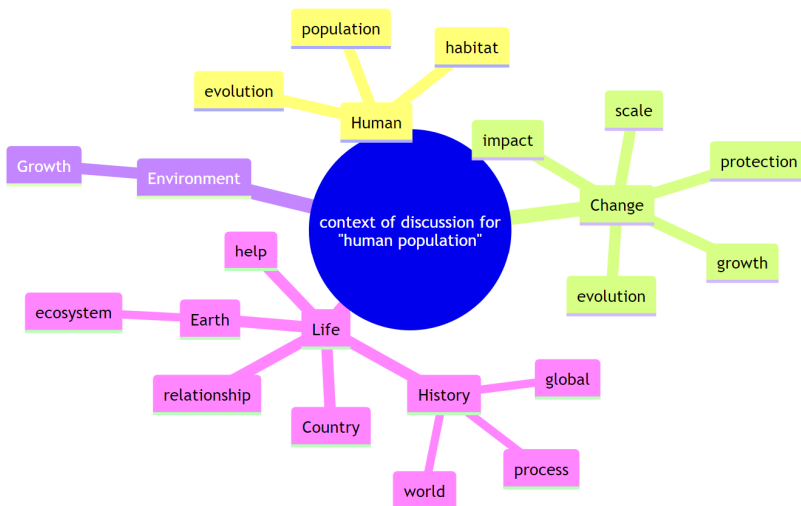 population
habitat
evolution
Human
scale
impact
protection
Growth
Environment
Change
context of discussion for
"human population"
help
growth
evolution
ecosystem
Earth
Life
relationship
History
global
Country
process
world